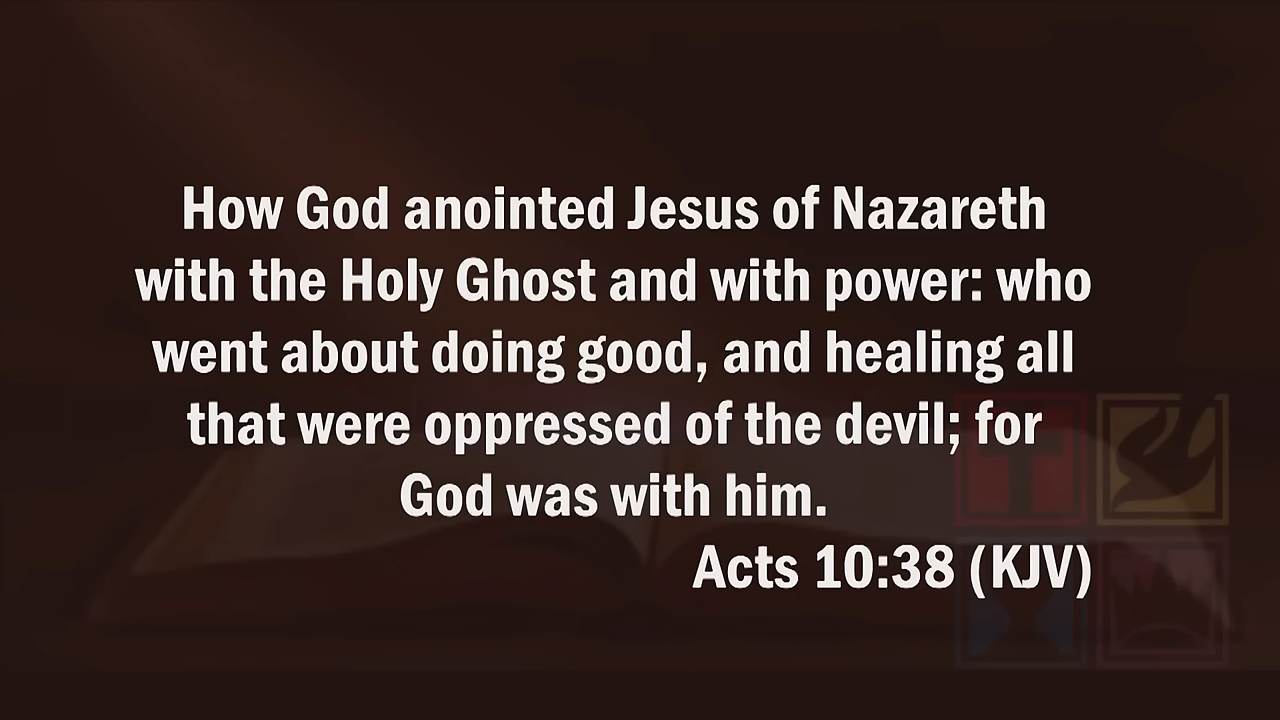 How God anointed Jesus of Nazareth
with the Holy Ghost and with power: who
went about doing good, and healing all
that were oppressed of the devil; for
God was with him.
Acts 10:38 (KJV)